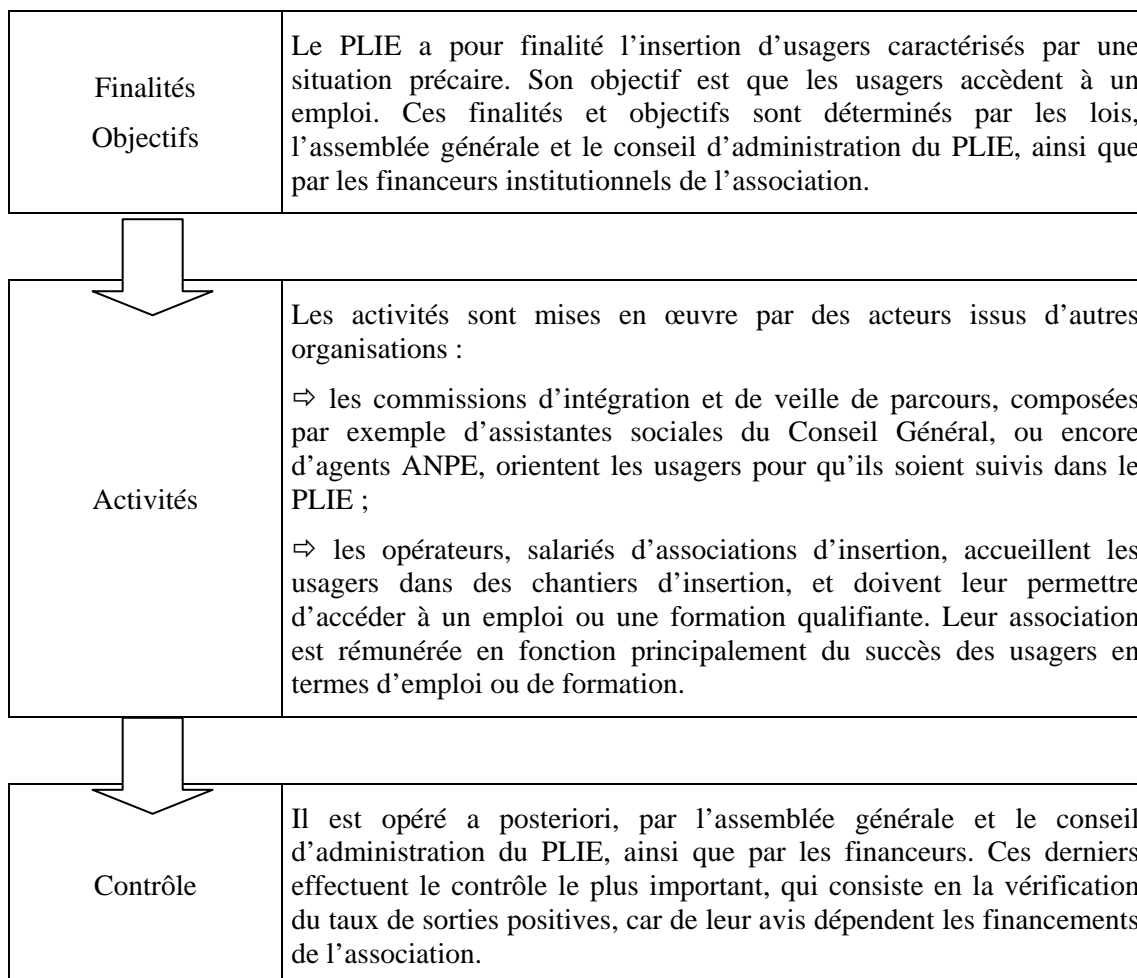 Finalités
Objectifs
Le PLIE a pour finalité l’insertion d’usagers caractérisés par une
situation précaire. Son objectif est que les usagers accèdent à un
emploi. Ces finalités et objectifs sont déterminés par les lois,
l’assemblée générale et le conseil d’administration du PLIE, ainsi que
par les financeurs institutionnels de l’association.
Activités
Les activités sont mises en œuvre par des acteurs issus d’autres
organisations :
⇨ les commissions d’intégration et de veille de parcours, composées
par exemple d’assistantes sociales du Conseil Général, ou encore
d’agents ANPE, orientent les usagers pour qu’ils soient suivis dans le
PLIE ;
⇨ les opérateurs, salariés d’associations d’insertion, accueillent les
usagers dans des chantiers d’insertion, et doivent leur permettre
d’accéder à un emploi ou une formation qualifiante. Leur association
est rémunérée en fonction principalement du succès des usagers en
termes d’emploi ou de formation.
Contrôle
Il est opéré a posteriori, par l’assemblée générale et le conseil
d’administration du PLIE, ainsi que par les financeurs. Ces derniers
effectuent le contrôle le plus important, qui consiste en la vérification
du taux de sorties positives, car de leur avis dépendent les financements
de l’association.